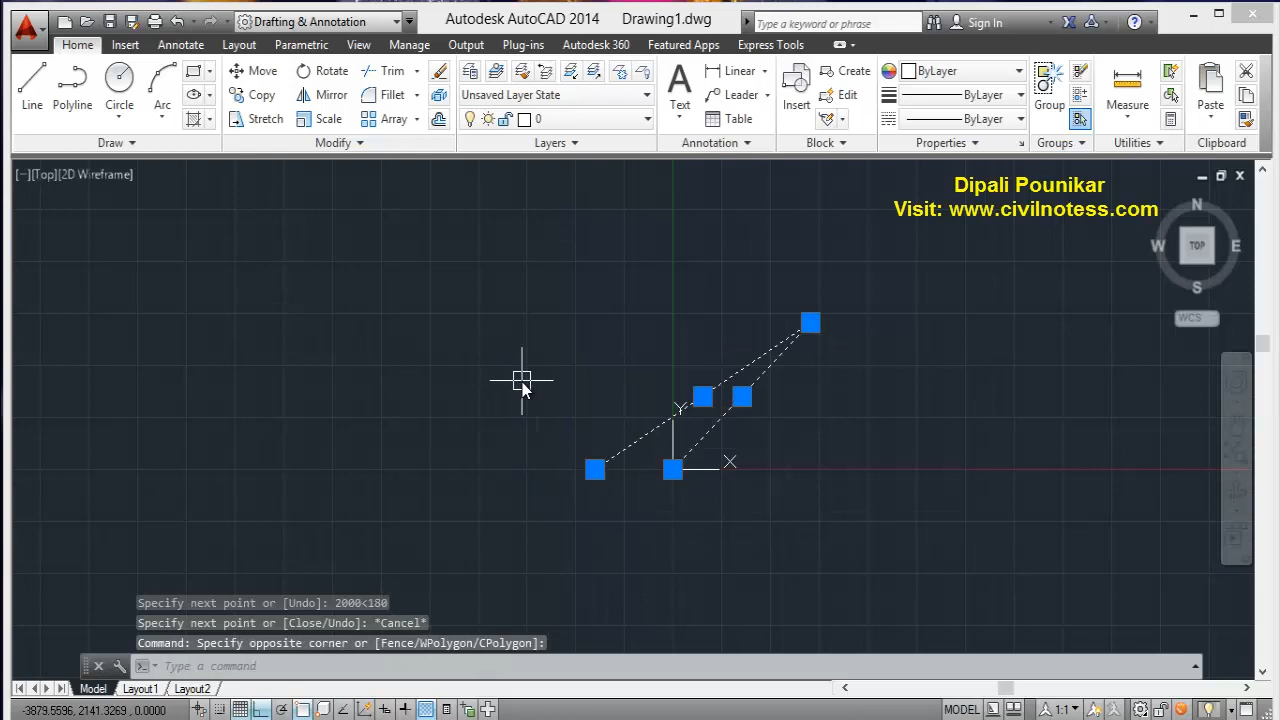 Drafting & Annotation
Autodesk AutoCAD 2014 Drawing1.dwg
Type a keyword or phrase
Sign In
Home Insert Annotate Layout Parametric View Manage Output Plug-ins Autodesk 360 Featured Apps Express Tools
Line
Polyline
Circle
Arc
Move
Rotate
Trim
Copy
Mirror
Fillet
Stretch
Scale
Array
Unsaved Layer State
0
Text
Linear
Leader
Table
Insert
Create
Edit
ByLayer
ByLayer
ByLayer
Group
Measure
Paste
Draw Modify Layers Annotation Block Properties Groups Utilities Clipboard
[−][Top][2D Wireframe]
Dipali Pounikar
Visit: www.civilnotess.com
N
W TOP E
S
WCS
Y
X
Specify next point or [Undo]: 2000<180
Specify next point or [Close/Undo]: *Cancel*
Command: Specify opposite corner or [Fence/WPolygon/CPolygon]:
Type a command
Model Layout1 Layout2
-3879.5596, 2141.3269, 0.0000
MODEL
1:1